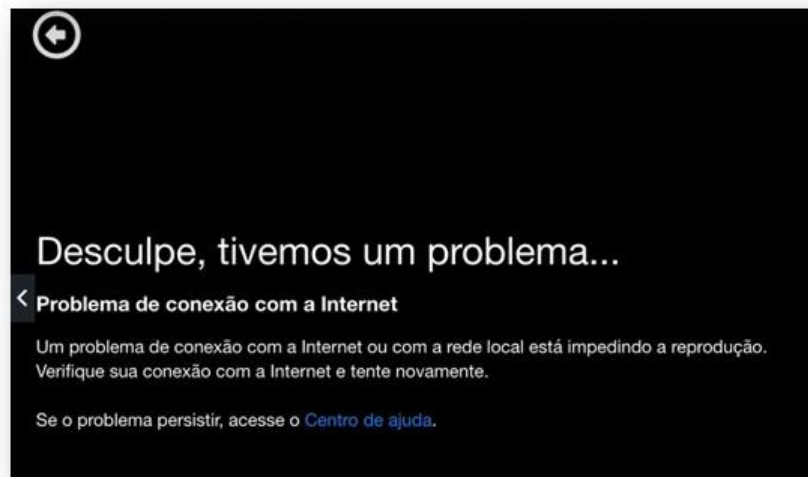 Desculpe, tivemos um problema...
Problema de conexão com a Internet
Um problema de conexão com a Internet ou com a rede local está impedindo a reprodução.
Verifique sua conexão com a Internet e tente novamente.
Se o problema persistir, acesse o Centro de ajuda.